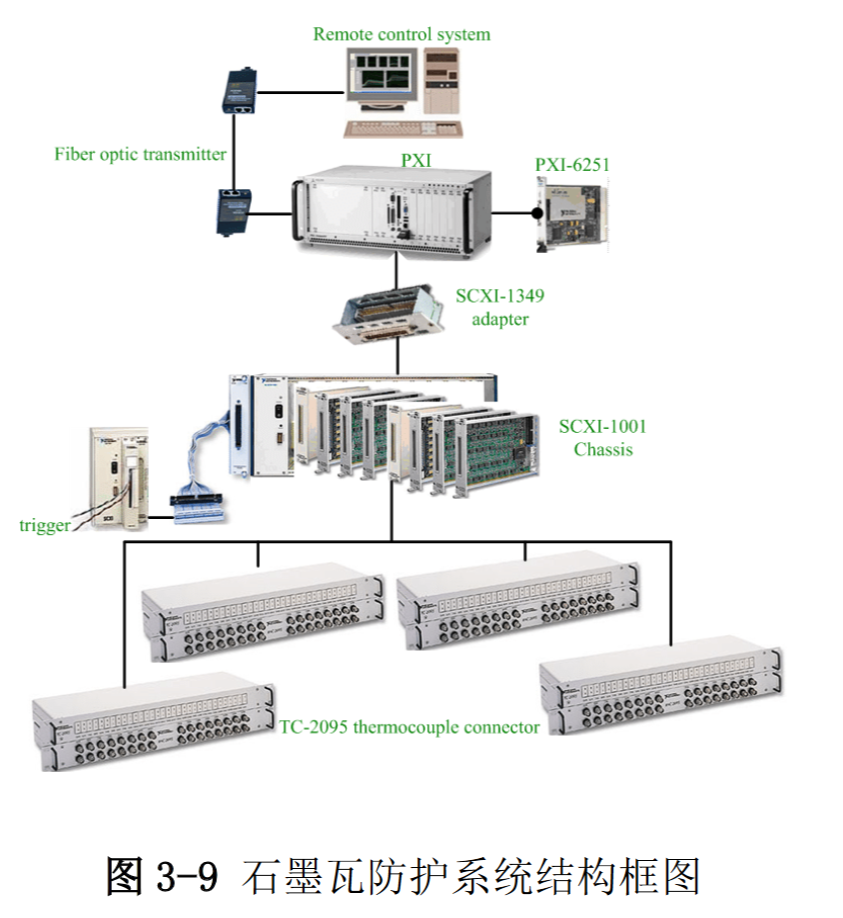 Remote control system
Fiber optic transmitter
PXI
PXI-6251
SCXI-1349
adapter
SCXI-1001
Chassis
trigger
SCXI
TC-2095 thermocouple connector
图 3-9 石墨瓦防护系统结构框图